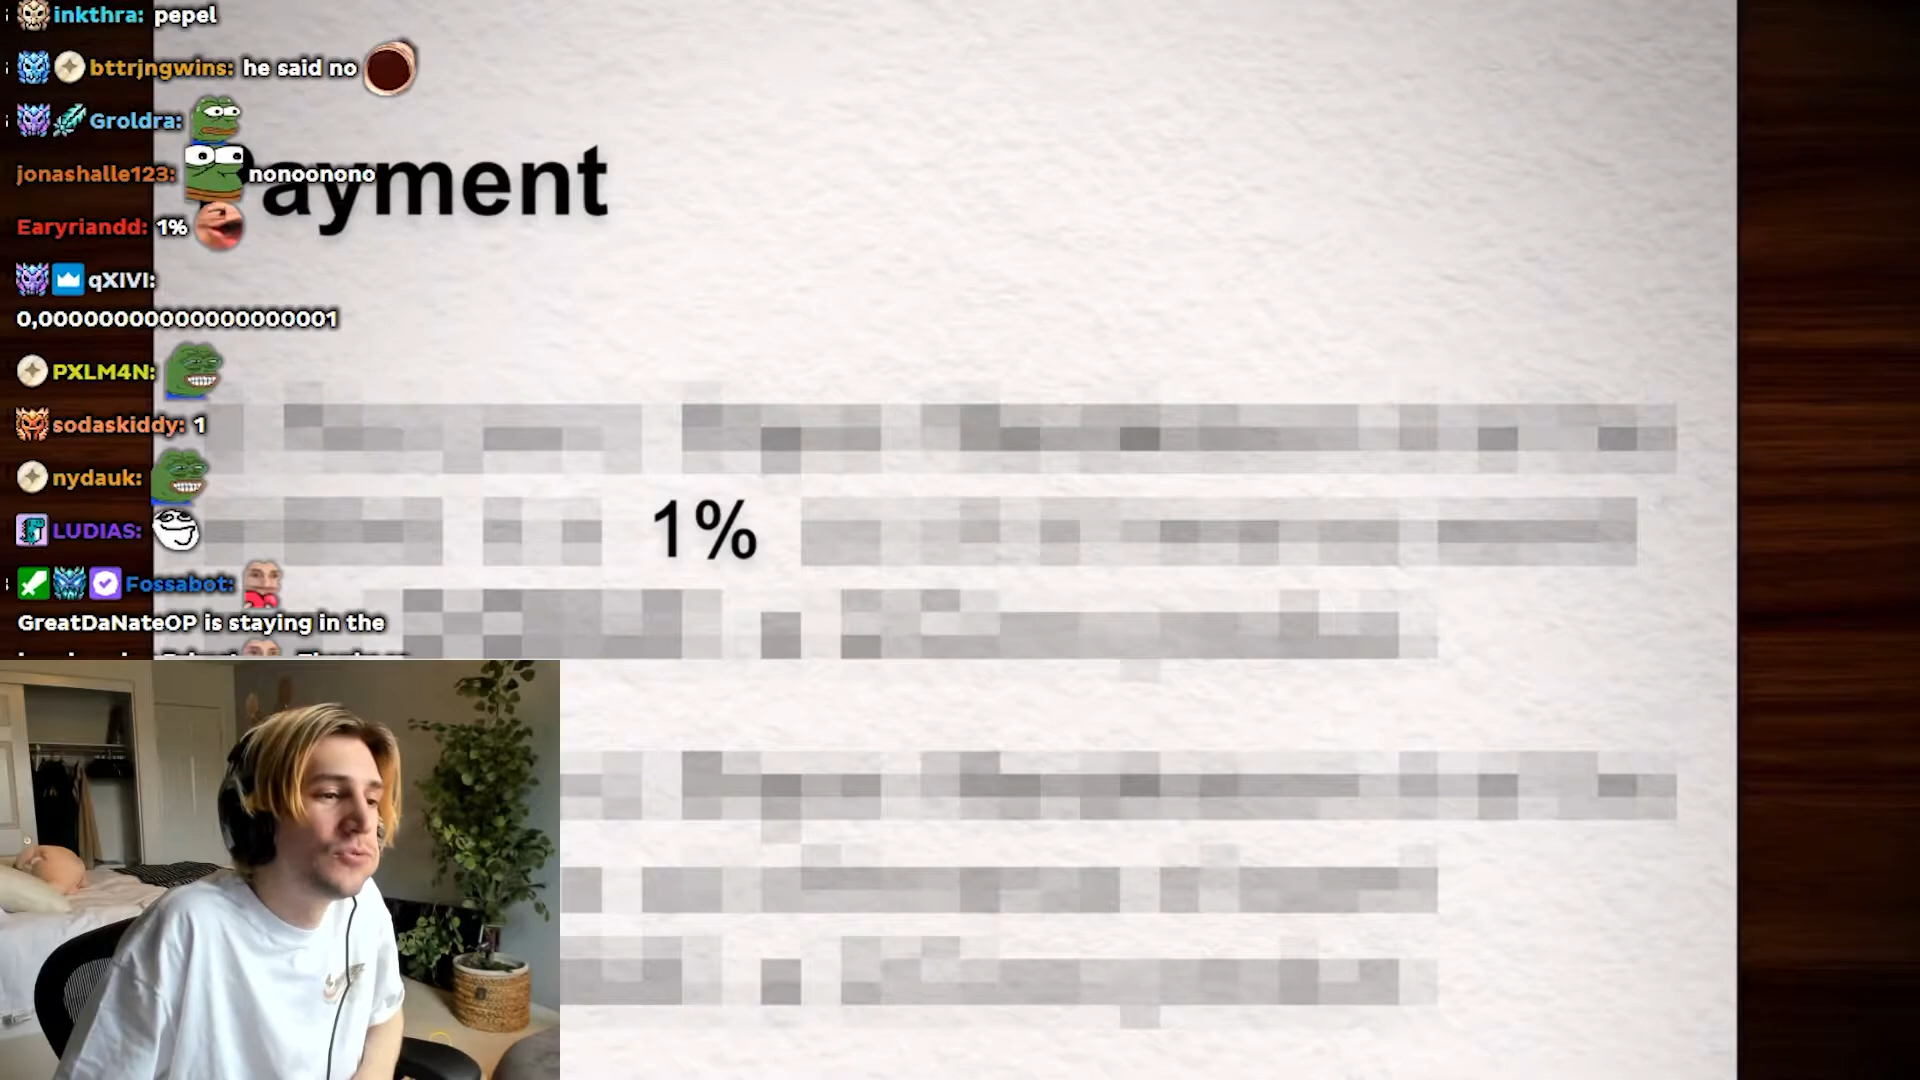 inkthra: pepel
bttrjngwins: he said no
Groldra:
Payment
jonashalle123: nonoonono
Earyriandd: 1%
qXIVI:
0,00000000000000000001
PXLM4N:
sodaskiddy: 1
nydauk:
1%
LUDIAS:
Fossabot:
GreatDaNateOP is staying in the